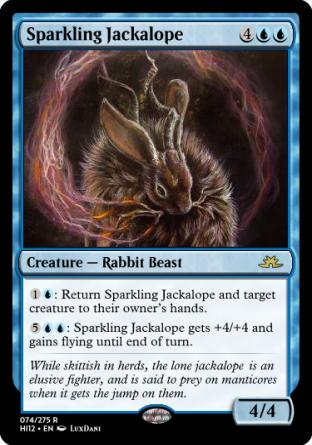 Sparkling Jackalope 4
Creature — Rabbit Beast
1: Return Sparkling Jackalope and target
creature to their owner's hands.
5: Sparkling Jackalope gets +4/+4 and
gains flying until end of turn.
While skittish in herds, the lone jackalope is
an elusive fighter, and is said to prey on manticores
when it gets the jump on them.
4/4
074/275 R
HI12 • EN LuxDani